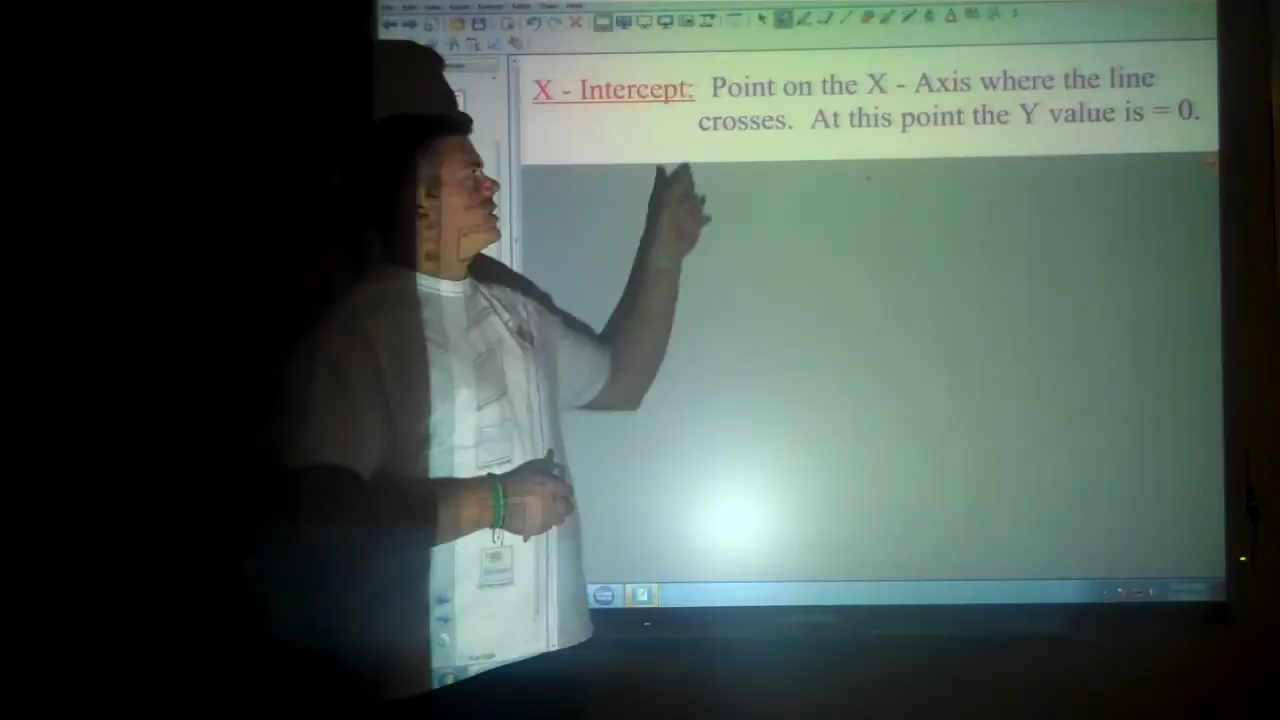 X - Intercept: Point on the X - Axis where the line
crosses. At this point the Y value is = 0.